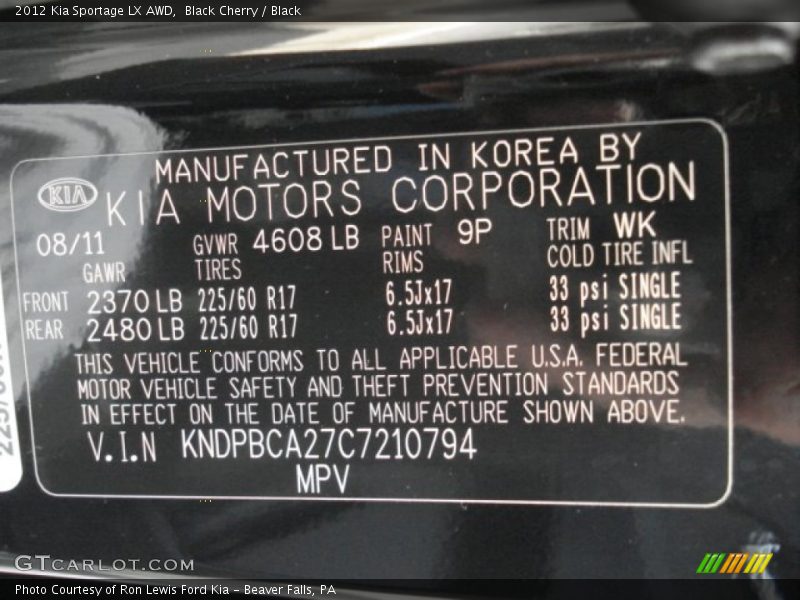 2012 Kia Sportage LX AWD, Black Cherry / Black
MANUFACTURED IN KOREA BY
KIA KIA MOTORS CORPORATION
08/11 GVWR 4608 LB PAINT 9P TRIM WK
GAWR TIRES RIMS COLD TIRE INFL
FRONT 2370 LB 225/60 R17 6.5Jx17 33 psi SINGLE
REAR 2480 LB 225/60 R17 6.5Jx17 33 psi SINGLE
THIS VEHICLE CONFORMS TO ALL APPLICABLE U.S.A. FEDERAL
MOTOR VEHICLE SAFETY AND THEFT PREVENTION STANDARDS
IN EFFECT ON THE DATE OF MANUFACTURE SHOWN ABOVE.
V.I.N KNDPBCA27C7210794
MPV
GTCARLOT.COM
Photo Courtesy of Ron Lewis Ford Kia - Beaver Falls, PA